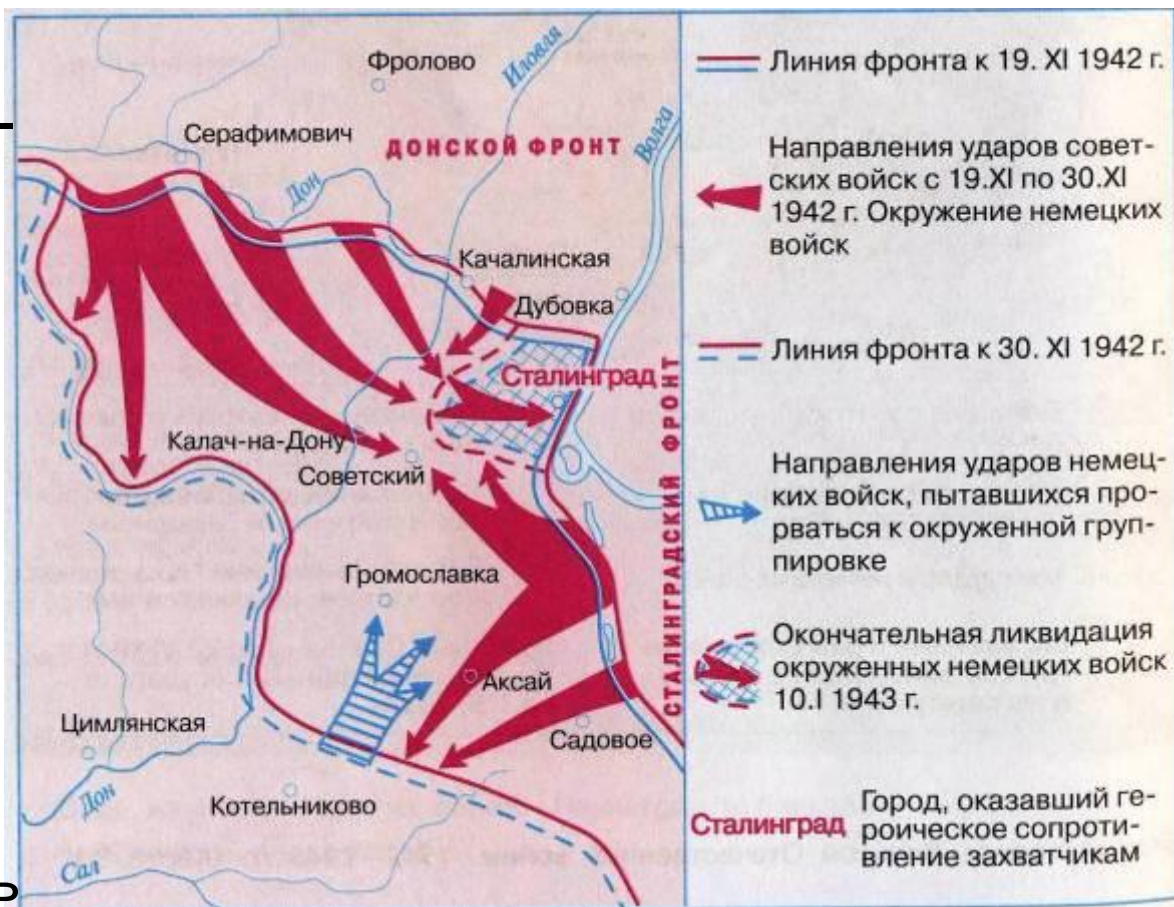 Фролово
Иловля
Волга
Серафимович
ДОНСКОЙ ФРОНТ
Дон
Качалинская
Дубовка
Сталинград
СТАЛИНГРАДСКИЙ ФРОНТ
Калач-на-Дону
Советский
Громославка
Аксай
Цимлянская
Садовое
Дон
Котельниково
Сал
Линия фронта к 19. XI 1942 г.
Направления ударов совет-
ских войск с 19.XI по 30.XI
1942 г. Окружение немецких
войск
Линия фронта к 30. XI 1942 г.
Направления ударов немец-
ких войск, пытавшихся про-
рваться к окруженной груп-
пировке
Окончательная ликвидация
окруженных немецких войск
10.I 1943 г.
Сталинград
Город, оказавший ге-
роическое сопроти-
вление захватчикам